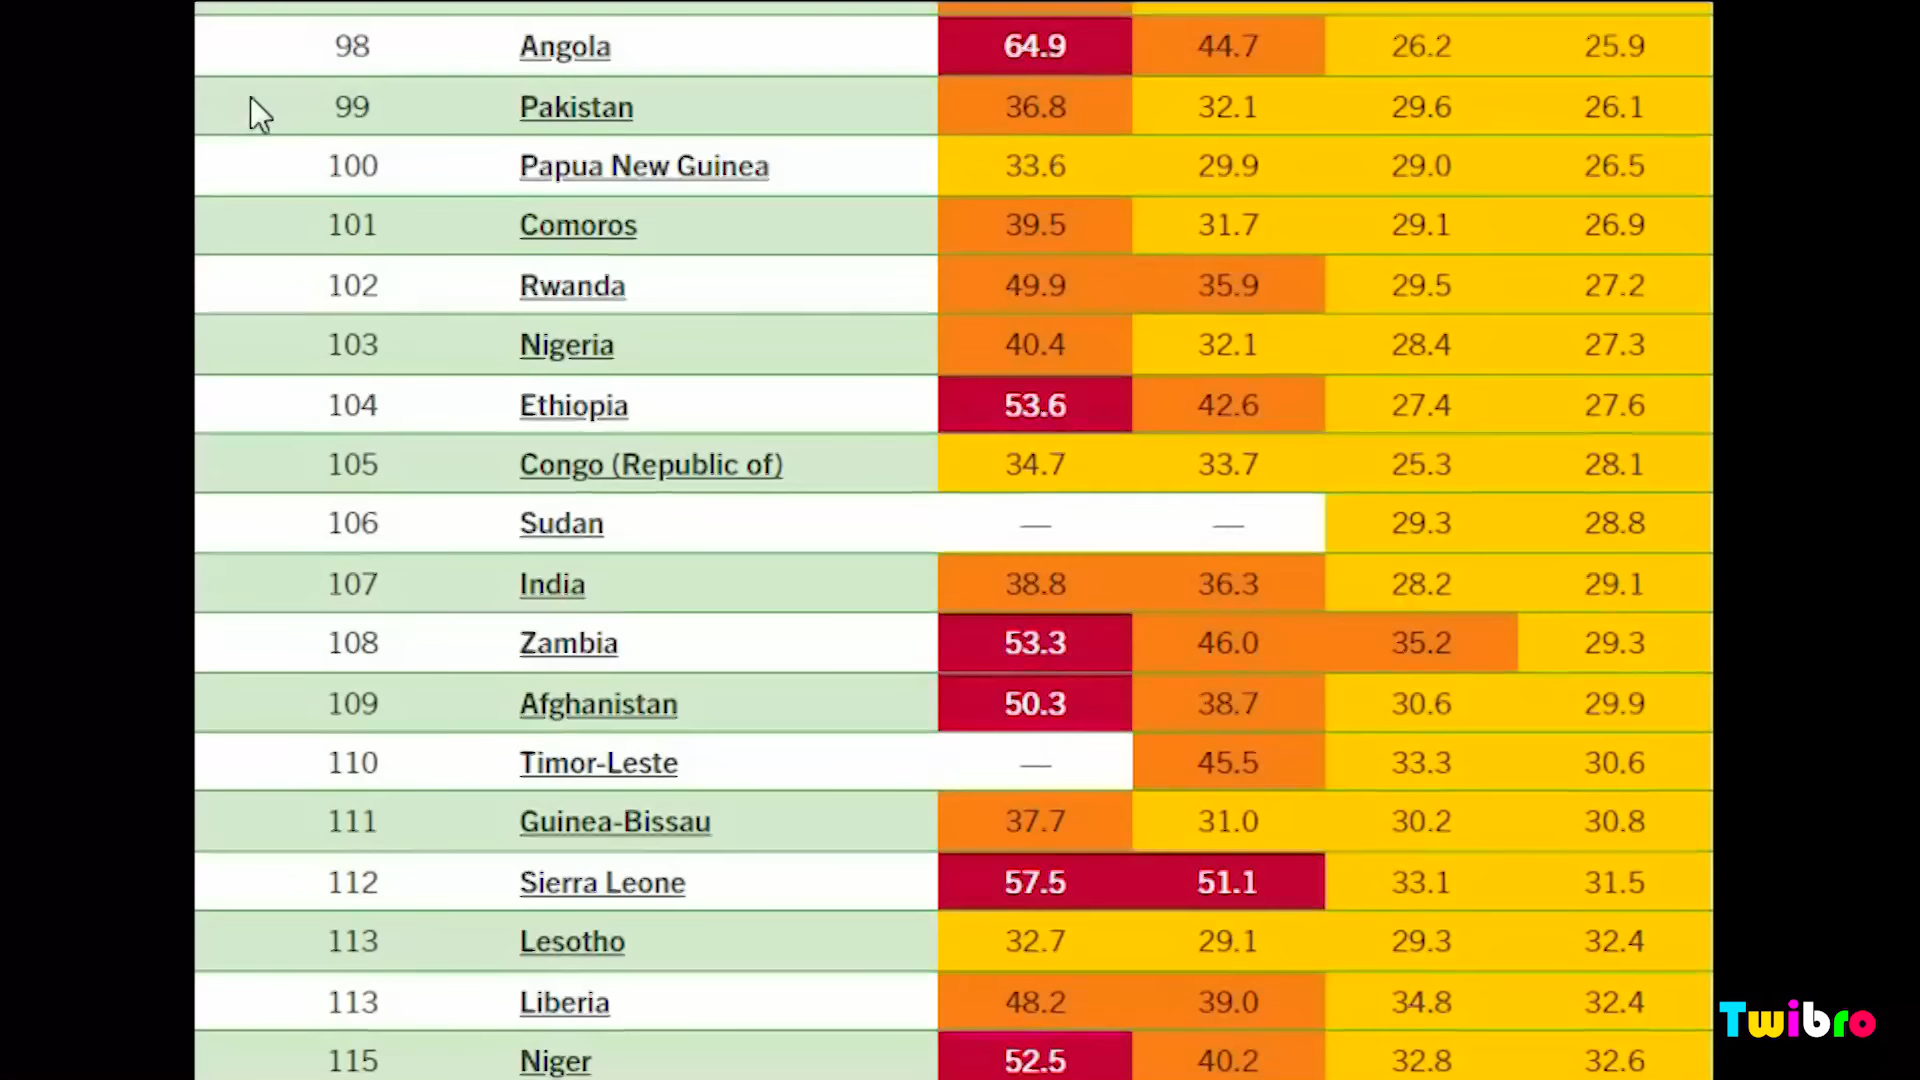 98 Angola 64.9 44.7 26.2 25.9
99 Pakistan 36.8 32.1 29.6 26.1
100 Papua New Guinea 33.6 29.9 29.0 26.5
101 Comoros 39.5 31.7 29.1 26.9
102 Rwanda 49.9 35.9 29.5 27.2
103 Nigeria 40.4 32.1 28.4 27.3
104 Ethiopia 53.6 42.6 27.4 27.6
105 Congo (Republic of) 34.7 33.7 25.3 28.1
106 Sudan — — 29.3 28.8
107 India 38.8 36.3 28.2 29.1
108 Zambia 53.3 46.0 35.2 29.3
109 Afghanistan 50.3 38.7 30.6 29.9
110 Timor-Leste — 45.5 33.3 30.6
111 Guinea-Bissau 37.7 31.0 30.2 30.8
112 Sierra Leone 57.5 51.1 33.1 31.5
113 Lesotho 32.7 29.1 29.3 32.4
113 Liberia 48.2 39.0 34.8 32.4
115 Niger 52.5 40.2 32.8 32.6
Twibro